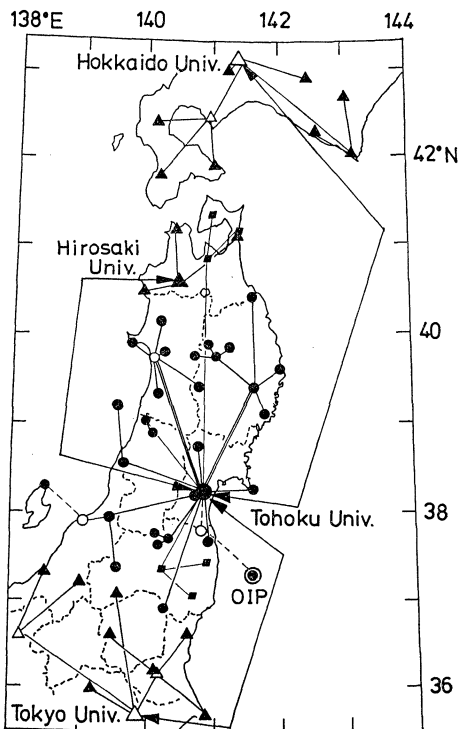 138°E 140 142 144
Hokkaido Univ.
42°N
Hirosaki
Univ.
40
38
Tohoku Univ.
OIP
36
Tokyo Univ.